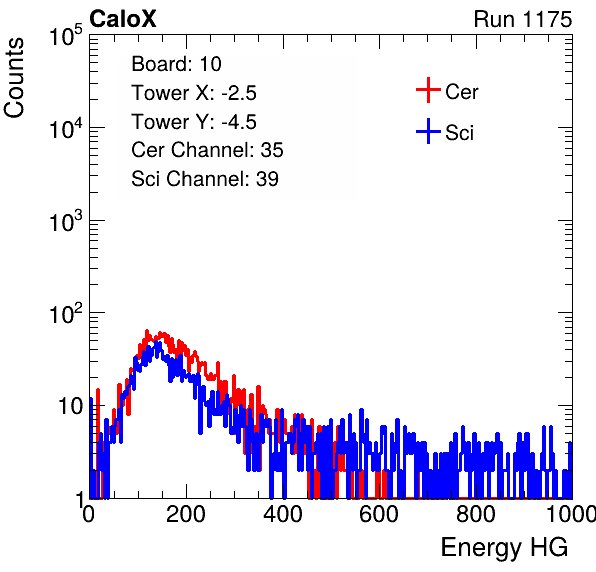 CaloX Run 1175
Counts
10^5
10^4
10^3
10^2
10
1
Board: 10
Tower X: -2.5
Tower Y: -4.5
Cer Channel: 35
Sci Channel: 39
Cer
Sci
0 200 400 600 800 1000
Energy HG